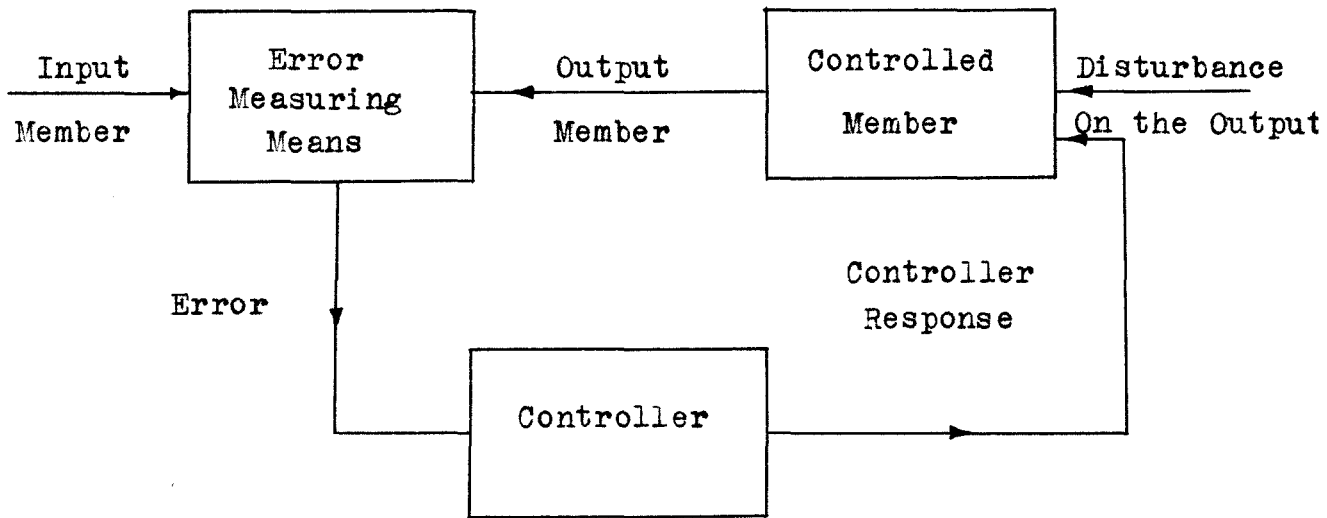 Input
Member
Error
Measuring
Means
Output
Member
Controlled
Member
Disturbance
On the Output
Error
Controller
Response
Controller